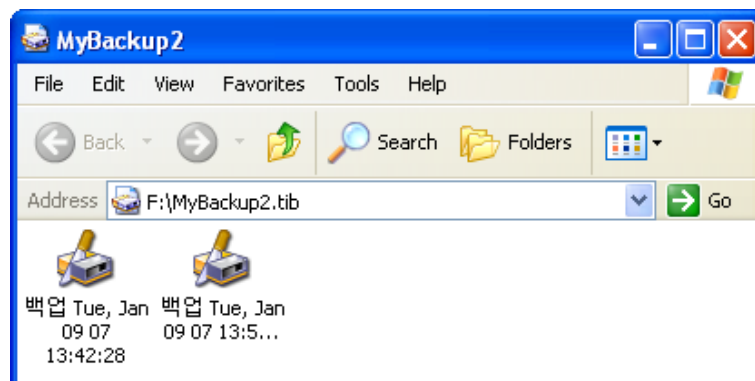 MyBackup2
File Edit View Favorites Tools Help
Back Search Folders
Address F:\MyBackup2.tib Go
백업 Tue, Jan 09 07 13:42:28
백업 Tue, Jan 09 07 13:5...